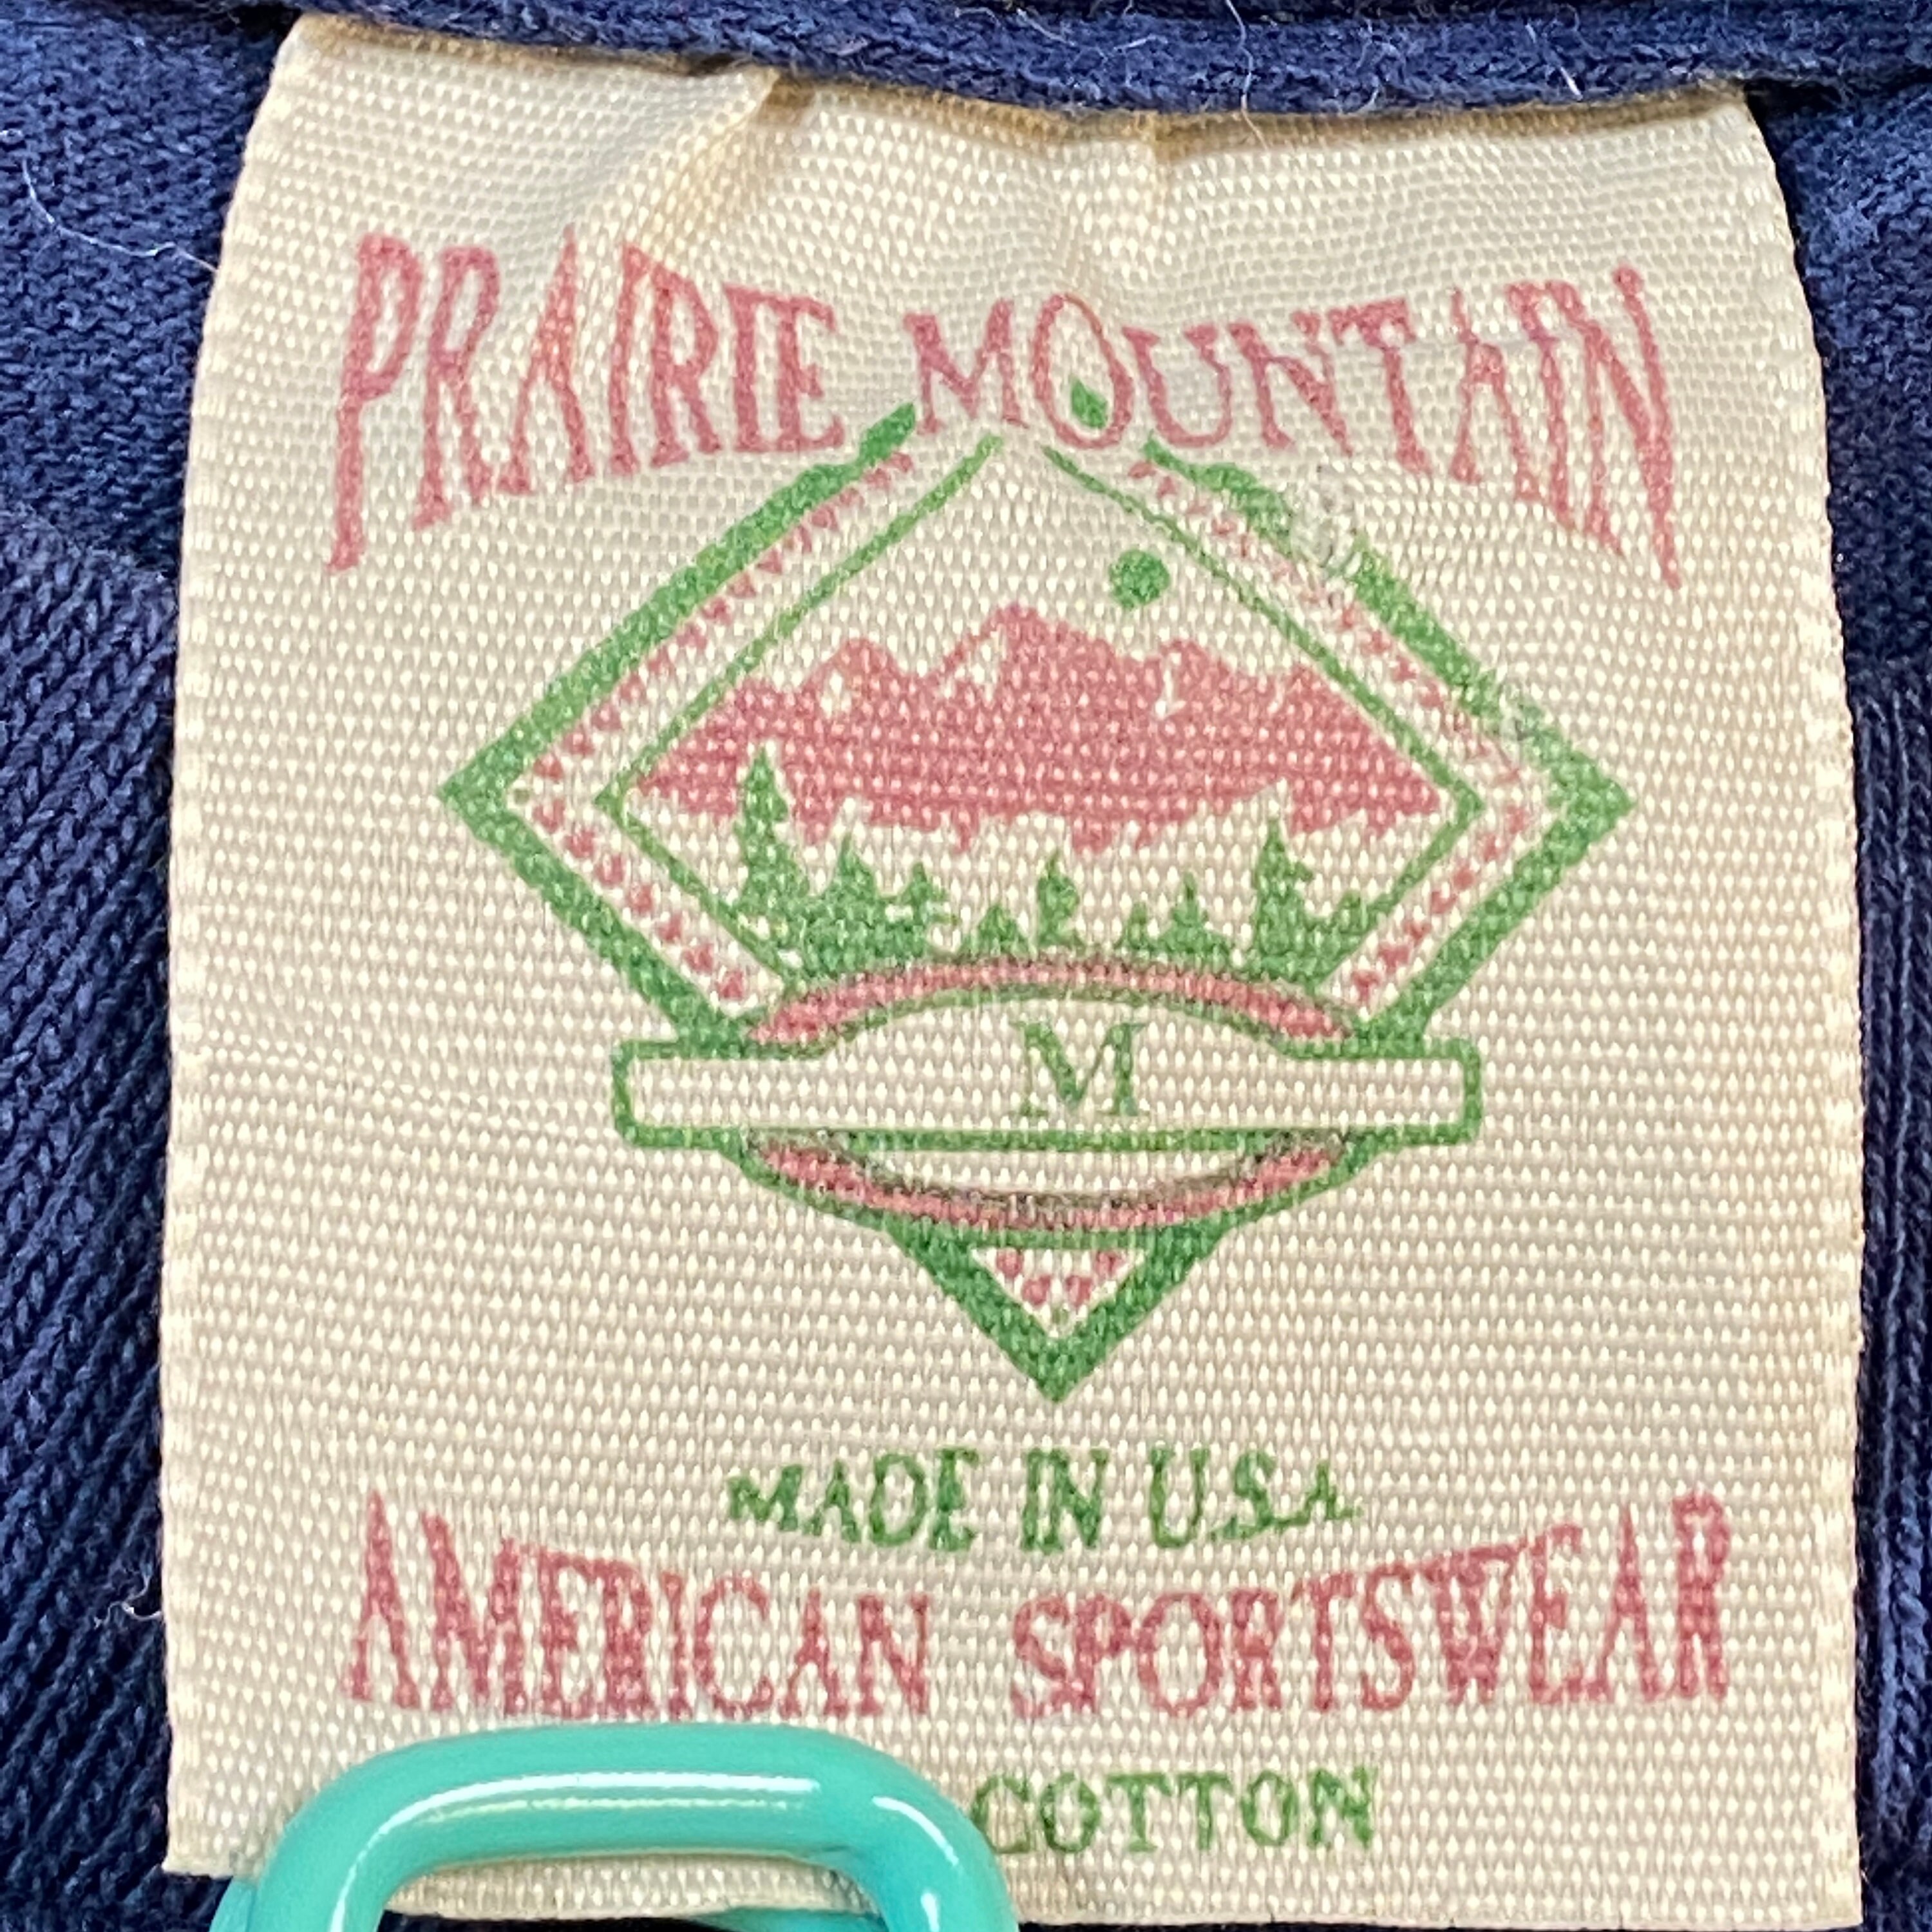 PRAIRIE MOUNTAIN
M
MADE IN U.S.A.
AMERICAN SPORTSWEAR
COTTON